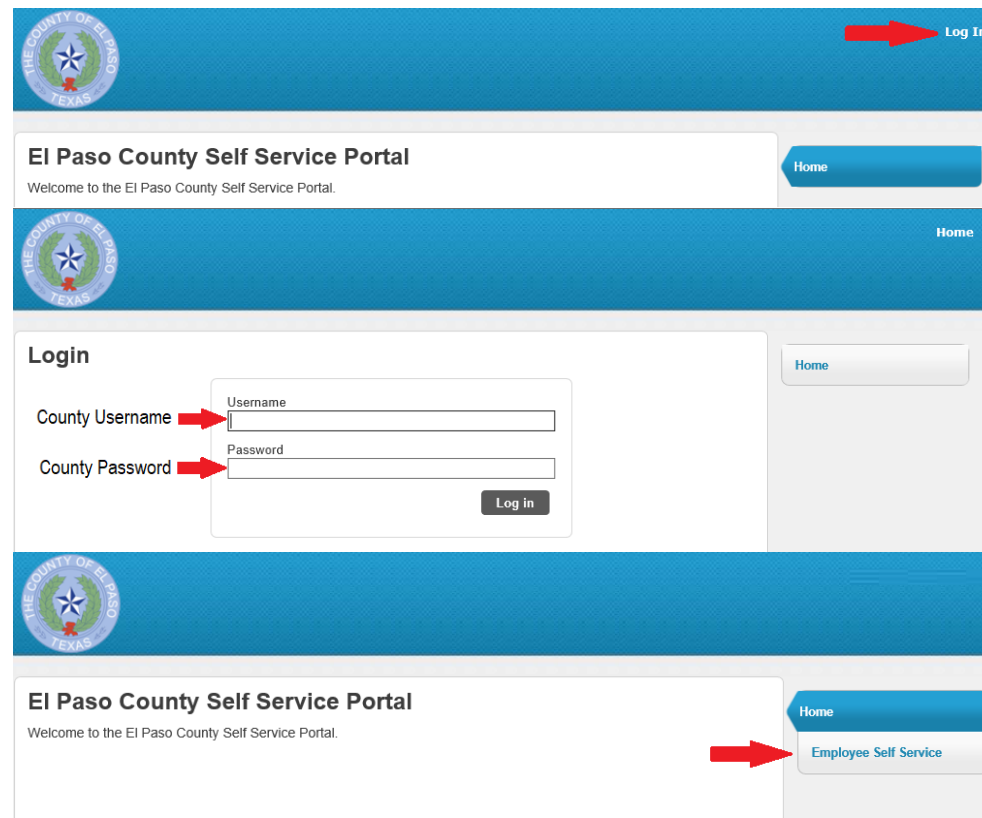 THE COUNTY OF EL PASO
TEXAS
Log In
El Paso County Self Service Portal
Welcome to the El Paso County Self Service Portal.
Home
THE COUNTY OF EL PASO
TEXAS
Home
Login
Home
Username
County Username
Password
County Password
Log in
THE COUNTY OF EL PASO
TEXAS
El Paso County Self Service Portal
Welcome to the El Paso County Self Service Portal.
Home
Employee Self Service